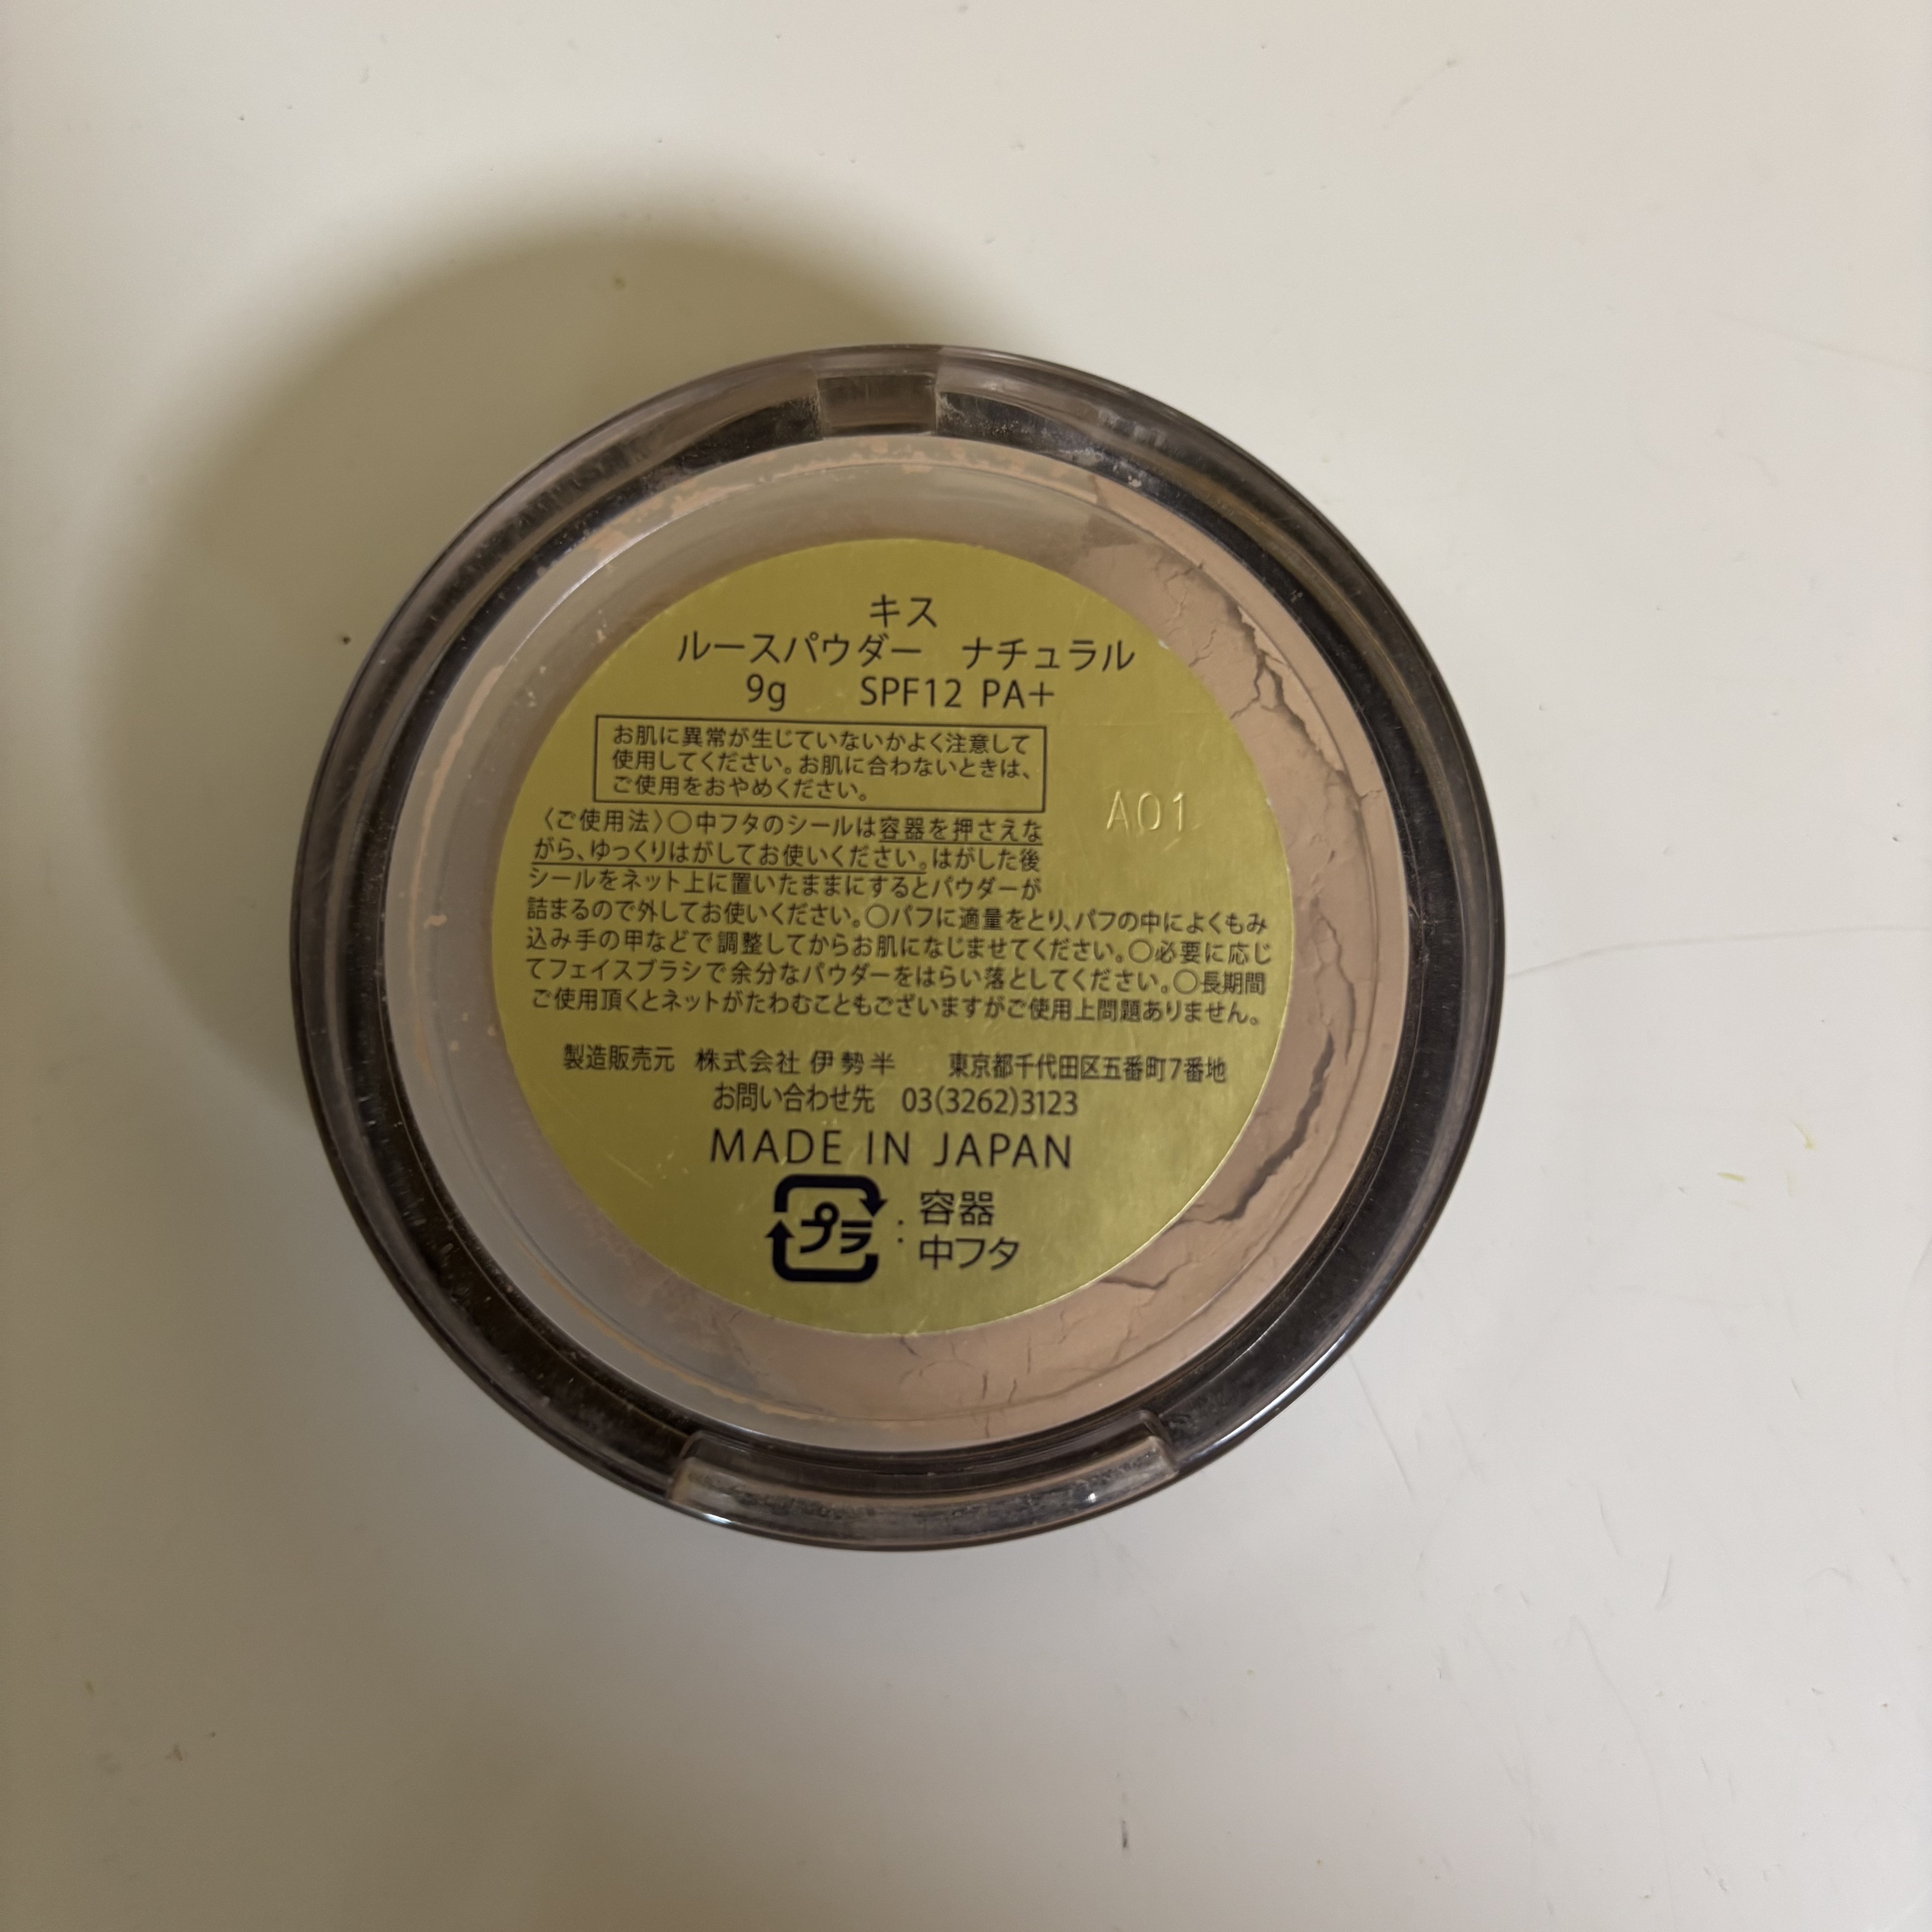 キス
ルースパウダー　ナチュラル
9g　SPF12 PA＋
お肌に異常が生じていないかよく注意して
使用してください。お肌に合わないときは、
ご使用をおやめください。
A01
〈ご使用法〉○中フタのシールは容器を押さえな
がら、ゆっくりはがしてお使いください。はがした後
シールをネット上に置いたままにするとパウダーが
詰まるので外してお使いください。○パフに適量をとり、パフの中によくもみ
込み手の甲などで調整してからお肌になじませてください。○必要に応じ
てフェイスブラシで余分なパウダーをはらい落としてください。○長期間
ご使用頂くとネットがたわむこともございますがご使用上問題ありません。
製造販売元　株式会社 伊勢半　東京都千代田区五番町7番地
お問い合わせ先　03(3262)3123
MADE IN JAPAN
プラ : 容器
中フタ